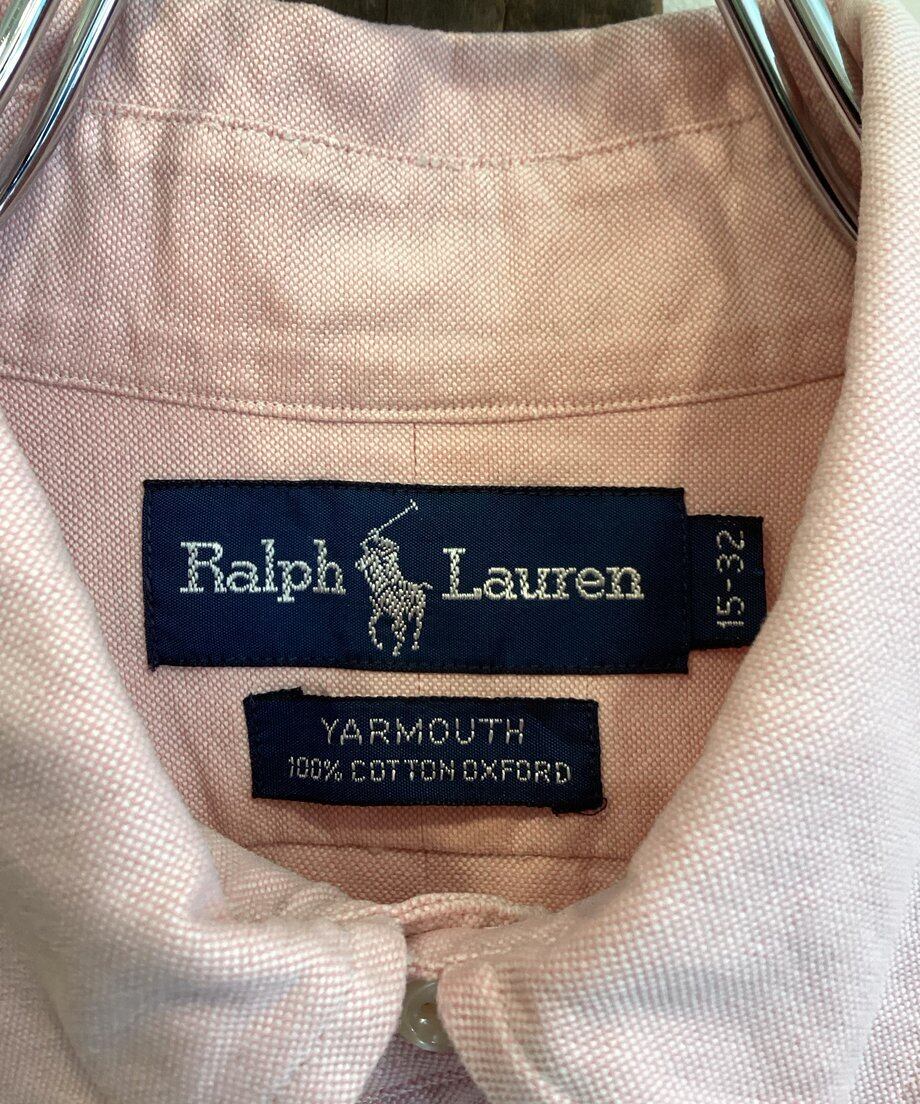 Ralph Lauren
15-32
YARMOUTH
100% COTTON OXFORD